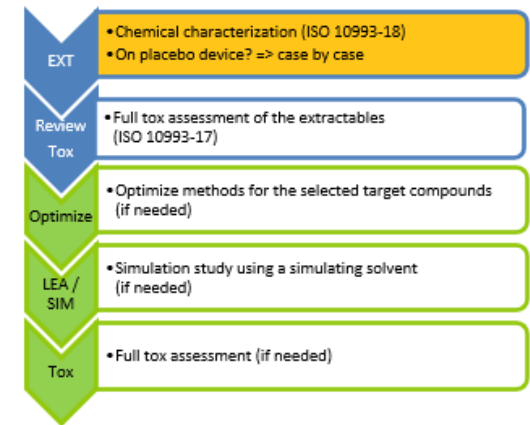 EXT
•Chemical characterization (ISO 10993-18)
•On placebo device? => case by case
Review
Tox
•Full tox assessment of the extractables
(ISO 10993-17)
Optimize
•Optimize methods for the selected target compounds
(if needed)
LEA /
SIM
•Simulation study using a simulating solvent
(if needed)
Tox
•Full tox assessment (if needed)